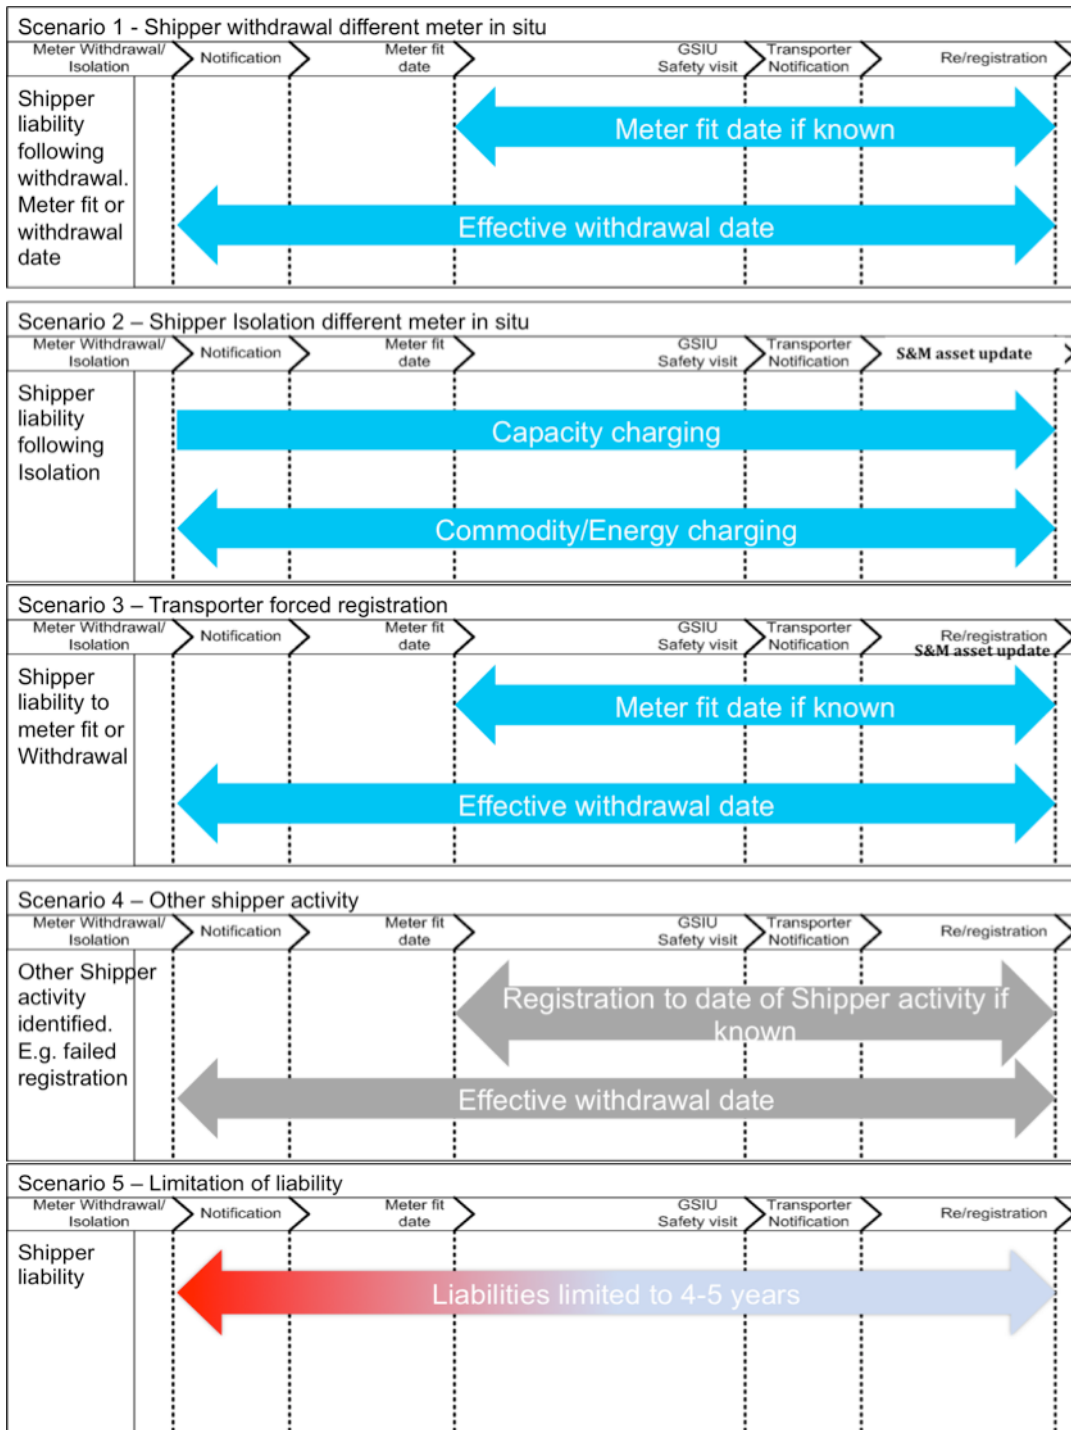 Scenario 1 - Shipper withdrawal different meter in situ
Meter Withdrawal/
Isolation
Notification
Meter fit
date
GSIU
Safety visit
Transporter
Notification
Re/registration
Shipper
liability
following
withdrawal.
Meter fit or
withdrawal
date
Meter fit date if known
Effective withdrawal date
Scenario 2 – Shipper Isolation different meter in situ
Meter Withdrawal/
Isolation
Notification
Meter fit
date
GSIU
Safety visit
Transporter
Notification
S&M asset update
Shipper
liability
following
Isolation
Capacity charging
Commodity/Energy charging
Scenario 3 – Transporter forced registration
Meter Withdrawal/
Isolation
Notification
Meter fit
date
GSIU
Safety visit
Transporter
Notification
Re/registration
S&M asset update
Shipper
liability to
meter fit or
Withdrawal
Meter fit date if known
Effective withdrawal date
Scenario 4 – Other shipper activity
Meter Withdrawal/
Isolation
Notification
Meter fit
date
GSIU
Safety visit
Transporter
Notification
Re/registration
Other Shipper
activity
identified.
E.g. failed
registration
Registration to date of Shipper activity if
known
Effective withdrawal date
Scenario 5 – Limitation of liability
Meter Withdrawal/
Isolation
Notification
Meter fit
date
GSIU
Safety visit
Transporter
Notification
Re/registration
Shipper
liability
Liabilities limited to 4-5 years